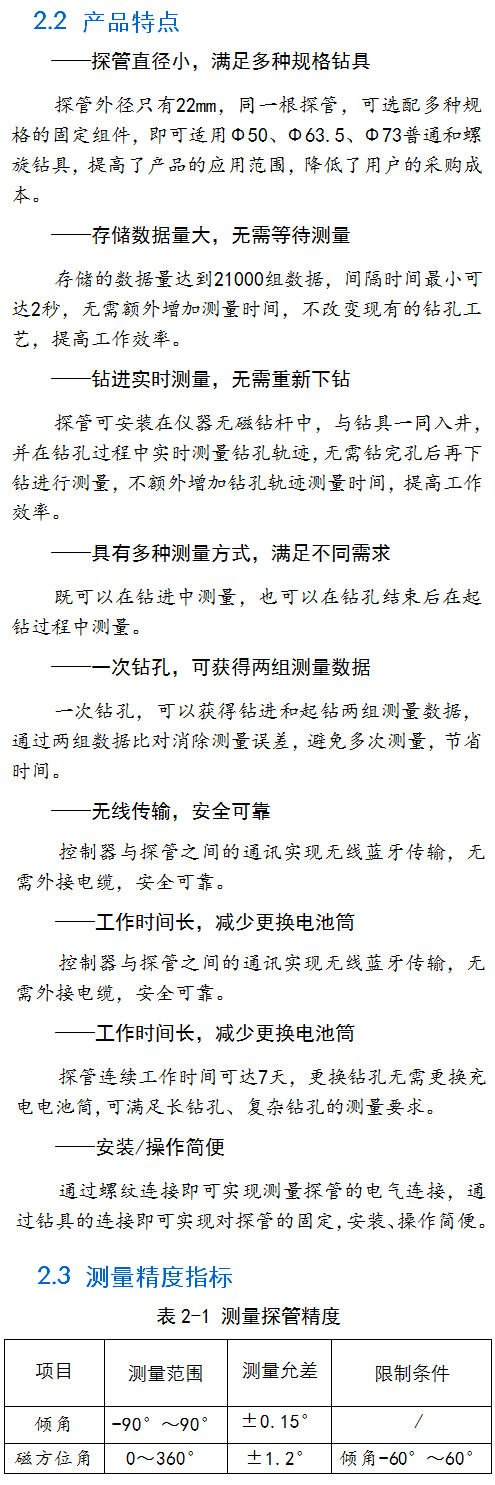 2.2 产品特点
——探管直径小，满足多种规格钻具
探管外径只有22mm，同一根探管，可选配多种规
格的固定组件，即可适用Φ50、Φ63.5、Φ73普通和螺
旋钻具，提高了产品的应用范围，降低了用户的采购成
本。
——存储数据量大，无需等待测量
存储的数据量达到21000组数据，间隔时间最小可
达2秒，无需额外增加测量时间，不改变现有的钻孔工
艺，提高工作效率。
——钻进实时测量，无需重新下钻
探管可安装在仪器无磁钻杆中，与钻具一同入井，
并在钻孔过程中实时测量钻孔轨迹，无需钻完孔后再下
钻进行测量，不额外增加钻孔轨迹测量时间，提高工作
效率。
——具有多种测量方式，满足不同需求
既可以在钻进中测量，也可以在钻孔结束后在起
钻过程中测量。
——一次钻孔，可获得两组测量数据
一次钻孔，可以获得钻进和起钻两组测量数据，
通过两组数据比对消除测量误差，避免多次测量，节省
时间。
——无线传输，安全可靠
控制器与探管之间的通讯实现无线蓝牙传输，无
需外接电缆，安全可靠。
——工作时间长，减少更换电池筒
控制器与探管之间的通讯实现无线蓝牙传输，无
需外接电缆，安全可靠。
——工作时间长，减少更换电池筒
探管连续工作时间可达7天，更换钻孔无需更换充
电电池筒，可满足长钻孔、复杂钻孔的测量要求。
——安装/操作简便
通过螺纹连接即可实现测量探管的电气连接，通
过钻具的连接即可实现对探管的固定，安装、操作简便。
2.3 测量精度指标
表2-1 测量探管精度
项目 测量范围 测量允差 限制条件
倾角 -90°～90° ±0.15° /
磁方位角 0～360° ±1.2° 倾角-60°～60°